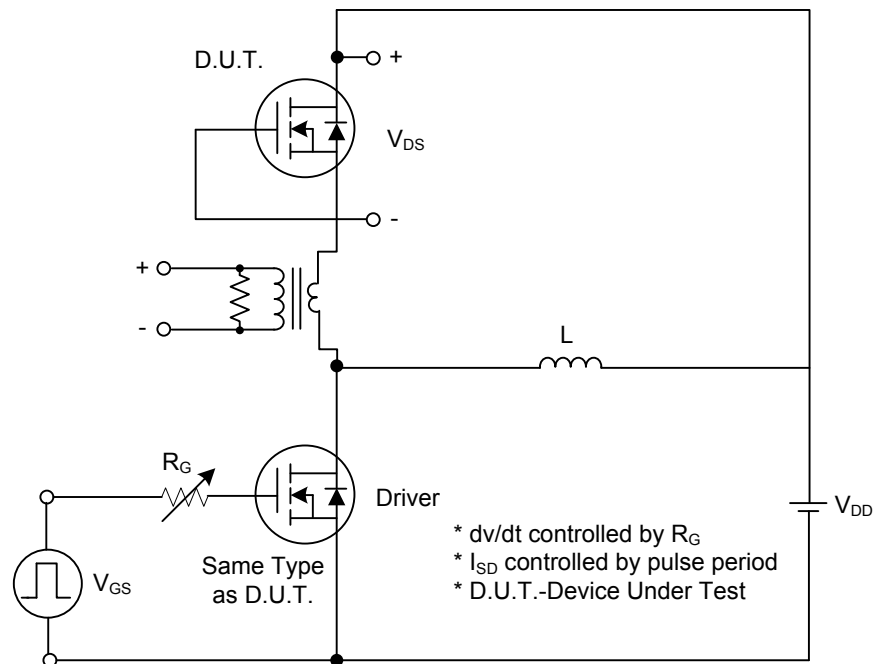 D.U.T.
+
V_DS
-
+
-
L
R_G
Driver
V_DD
V_GS
Same Type
as D.U.T.
* dv/dt controlled by R_G
* I_SD controlled by pulse period
* D.U.T.-Device Under Test